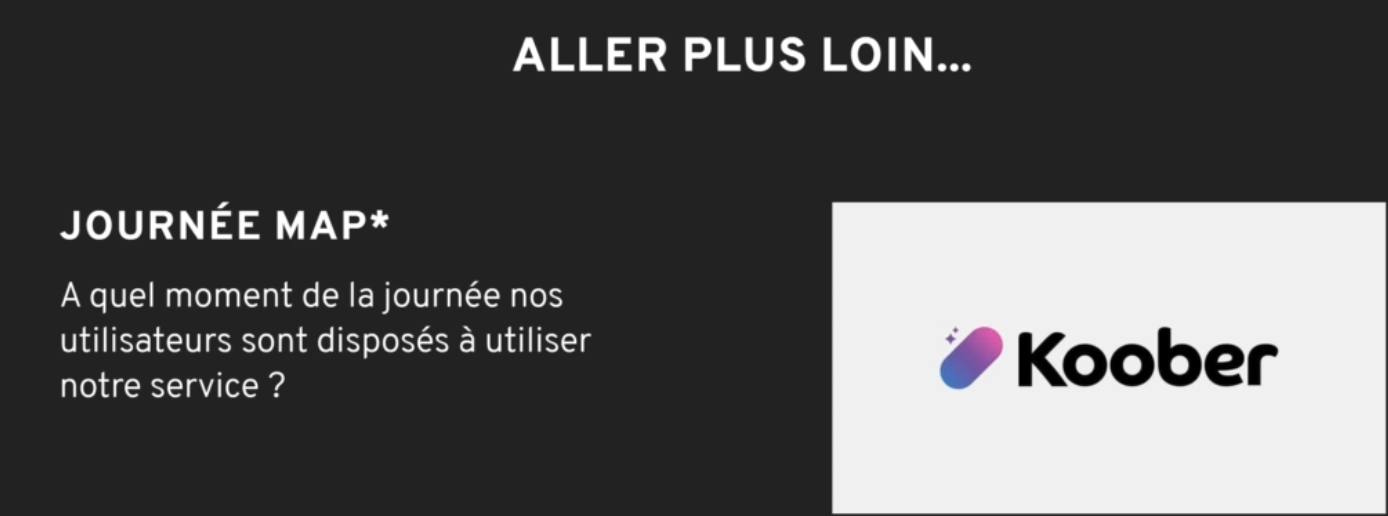 ALLER PLUS LOIN...
JOURNÉE MAP*
A quel moment de la journée nos
utilisateurs sont disposés à utiliser
notre service ?
Koober